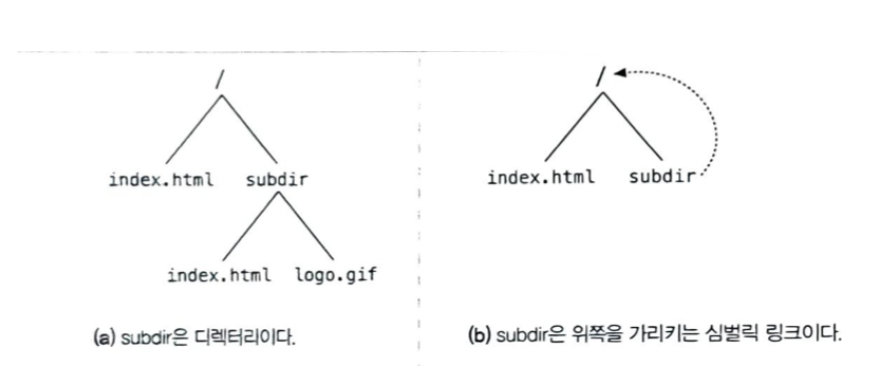 /
index.html subdir
index.html logo.gif
(a) subdir은 디렉터리이다.
/
index.html subdir
(b) subdir은 위쪽을 가리키는 심벌릭 링크이다.